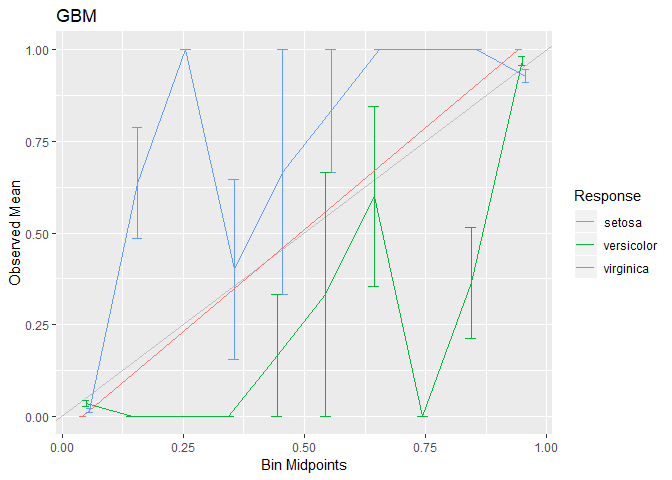 GBM
1.00
0.75
0.50
0.25
0.00
Observed Mean
0.00 0.25 0.50 0.75 1.00
Bin Midpoints
Response
setosa
versicolor
virginica